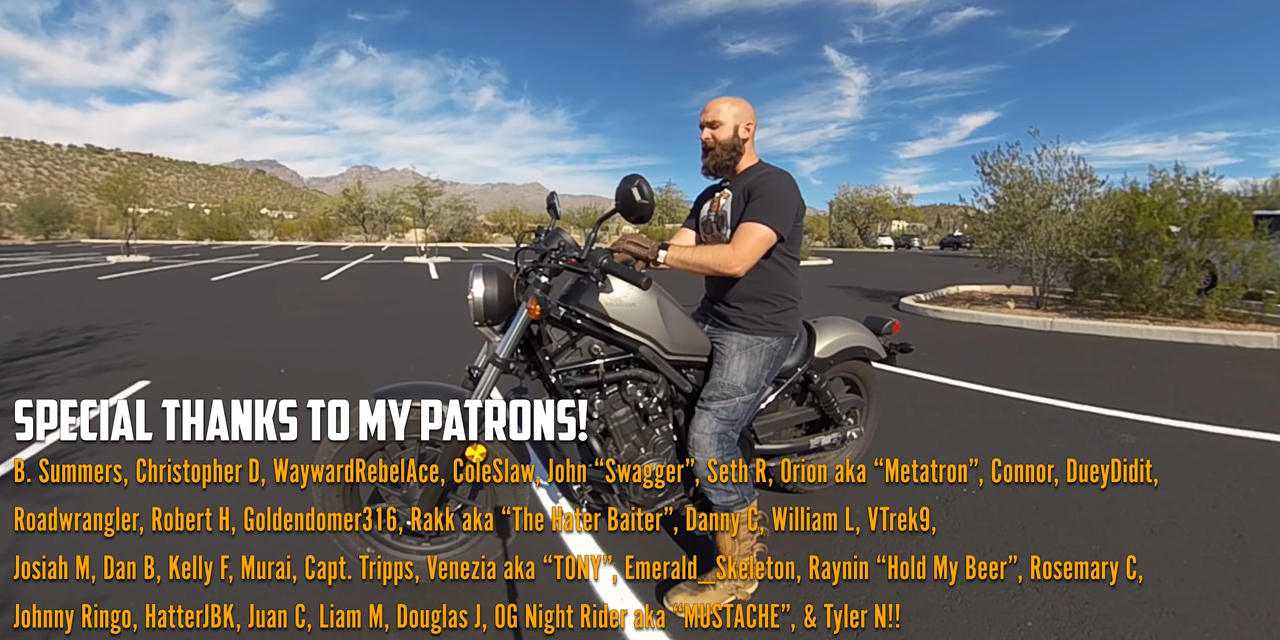 SPECIAL THANKS TO MY PATRONS!
B. Summers, Christopher D, WaywardRebelAce, ColeSlaw, John “Swagger”, Seth R, Orion aka “Metatron”, Connor, DueyDidit,
Roadwrangler, Robert H, Goldendomer316, Rakk aka “The Hater Baiter”, Danny C, William L, VTrek9,
Josiah M, Dan B, Kelly F, Murai, Capt. Tripps, Venezia aka “TONY”, Emerald_Skeleton, Raynin “Hold My Beer”, Rosemary C,
Johnny Ringo, HatterJBK, Juan C, Liam M, Douglas J, OG Night Rider aka “MUSTACHE”, & Tyler N!!